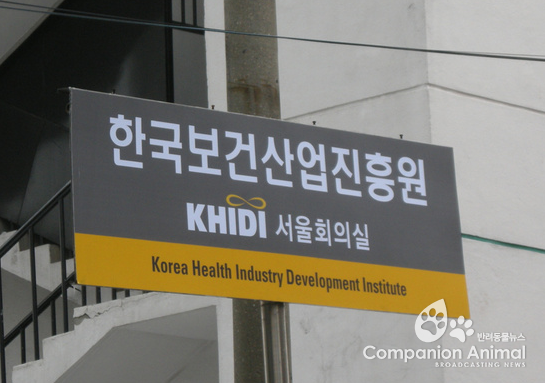 한국보건산업진흥원
KHIDI 서울회의실
Korea Health Industry Development Institute
반려동물뉴스
Companion Animal
BROADCASTING NEWS